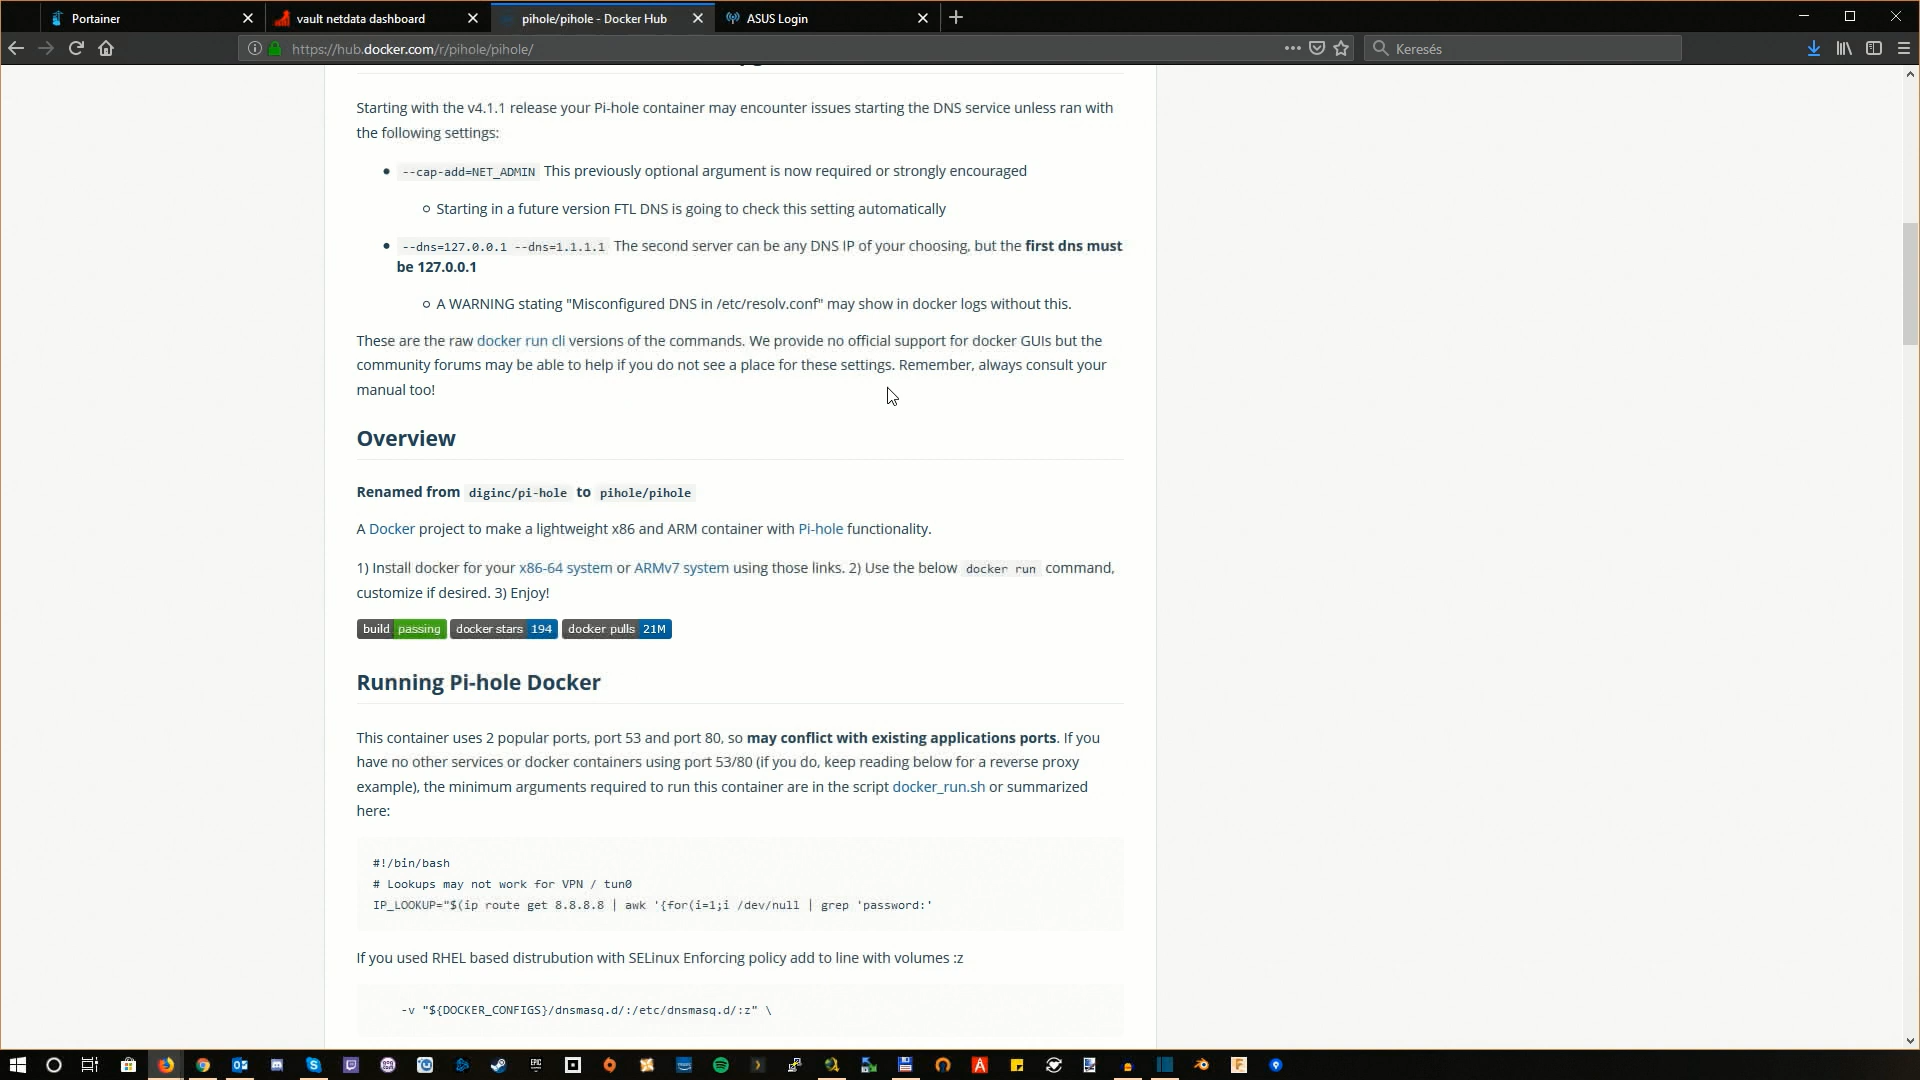 Portainer
vault netdata dashboard
pihole/pihole - Docker Hub
ASUS Login
https://hub.docker.com/r/pihole/pihole/
Keresés
Starting with the v4.1.1 release your Pi-hole container may encounter issues starting the DNS service unless ran with
the following settings:
--cap-add=NET_ADMIN This previously optional argument is now required or strongly encouraged
Starting in a future version FTL DNS is going to check this setting automatically
--dns=127.0.0.1 --dns=1.1.1.1 The second server can be any DNS IP of your choosing, but the first dns must
be 127.0.0.1
A WARNING stating "Misconfigured DNS in /etc/resolv.conf" may show in docker logs without this.
These are the raw docker run cli versions of the commands. We provide no official support for docker GUIs but the
community forums may be able to help if you do not see a place for these settings. Remember, always consult your
manual too!
Overview
Renamed from diginc/pi-hole to pihole/pihole
A Docker project to make a lightweight x86 and ARM container with Pi-hole functionality.
1) Install docker for your x86-64 system or ARMv7 system using those links. 2) Use the below docker run command,
customize if desired. 3) Enjoy!
build passing docker stars 194 docker pulls 21M
Running Pi-hole Docker
This container uses 2 popular ports, port 53 and port 80, so may conflict with existing applications ports. If you
have no other services or docker containers using port 53/80 (if you do, keep reading below for a reverse proxy
example), the minimum arguments required to run this container are in the script docker_run.sh or summarized
here:
#!/bin/bash
# Lookups may not work for VPN / tun0
IP_LOOKUP="$(ip route get 8.8.8.8 | awk '{for(i=1;i /dev/null | grep 'password:'
If you used RHEL based distrubution with SELinux Enforcing policy add to line with volumes :z
-v "${DOCKER_CONFIGS}/dnsmasq.d/:/etc/dnsmasq.d/:z" \